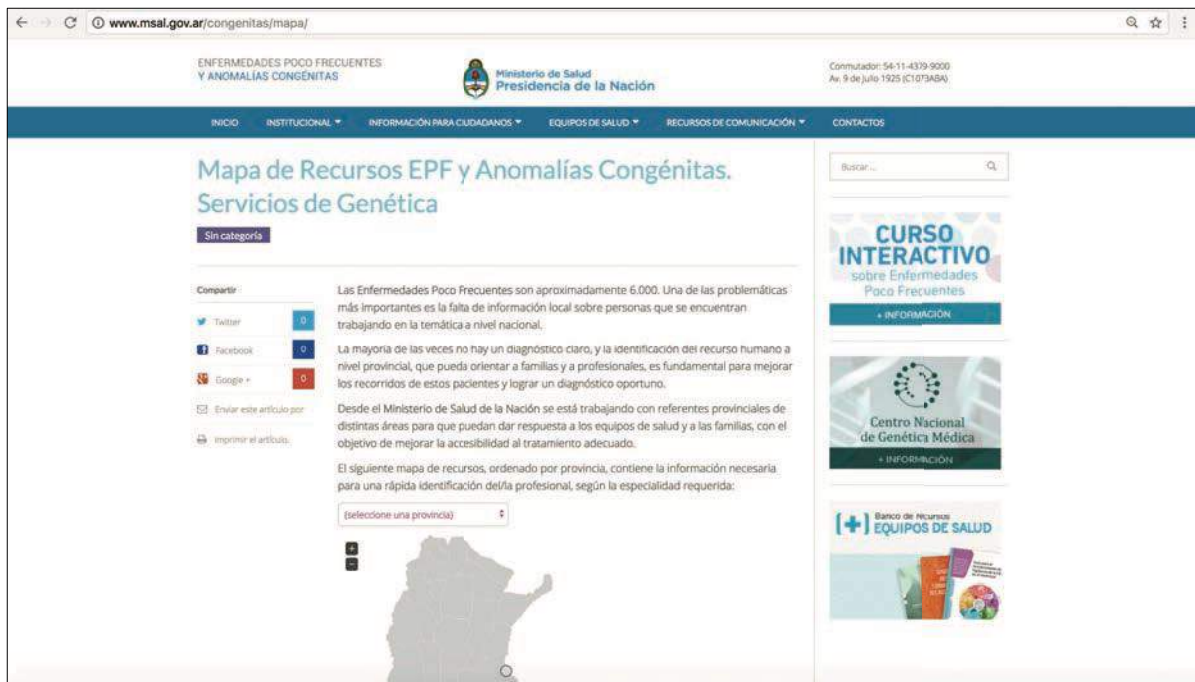 www.msal.gov.ar/congenitas/mapa/
ENFERMEDADES POCO FRECUENTES
Y ANOMALÍAS CONGÉNITAS
Ministerio de Salud
Presidencia de la Nación
Conmutador: 54-11-4379-9000
Av. 9 de Julio 1925 (C1073ABA)
INICIO INSTITUCIONAL INFORMACIÓN PARA CIUDADANOS EQUIPOS DE SALUD RECURSOS DE COMUNICACIÓN CONTACTOS
Mapa de Recursos EPF y Anomalías Congénitas.
Servicios de Genética
Sin categoría
Compartir
Twitter 0
Facebook 0
Google + 0
Enviar este artículo por
Imprimir el artículo.
Las Enfermedades Poco Frecuentes son aproximadamente 6.000. Una de las problemáticas
más importantes es la falta de información local sobre personas que se encuentran
trabajando en la temática a nivel nacional.
La mayoría de las veces no hay un diagnóstico claro, y la identificación del recurso humano a
nivel provincial, que pueda orientar a familias y a profesionales, es fundamental para mejorar
los recorridos de estos pacientes y lograr un diagnóstico oportuno.
Desde el Ministerio de Salud de la Nación se está trabajando con referentes provinciales de
distintas áreas para que puedan dar respuesta a los equipos de salud y a las familias, con el
objetivo de mejorar la accesibilidad al tratamiento adecuado.
El siguiente mapa de recursos, ordenado por provincia, contiene la información necesaria
para una rápida identificación del/la profesional, según la especialidad requerida:
(seleccione una provincia)
+
-
Buscar ...
CURSO
INTERACTIVO
sobre Enfermedades
Poco Frecuentes
+ INFORMACIÓN
Centro Nacional
de Genética Médica
+ INFORMACIÓN
[+] Banco de recursos
EQUIPOS DE SALUD